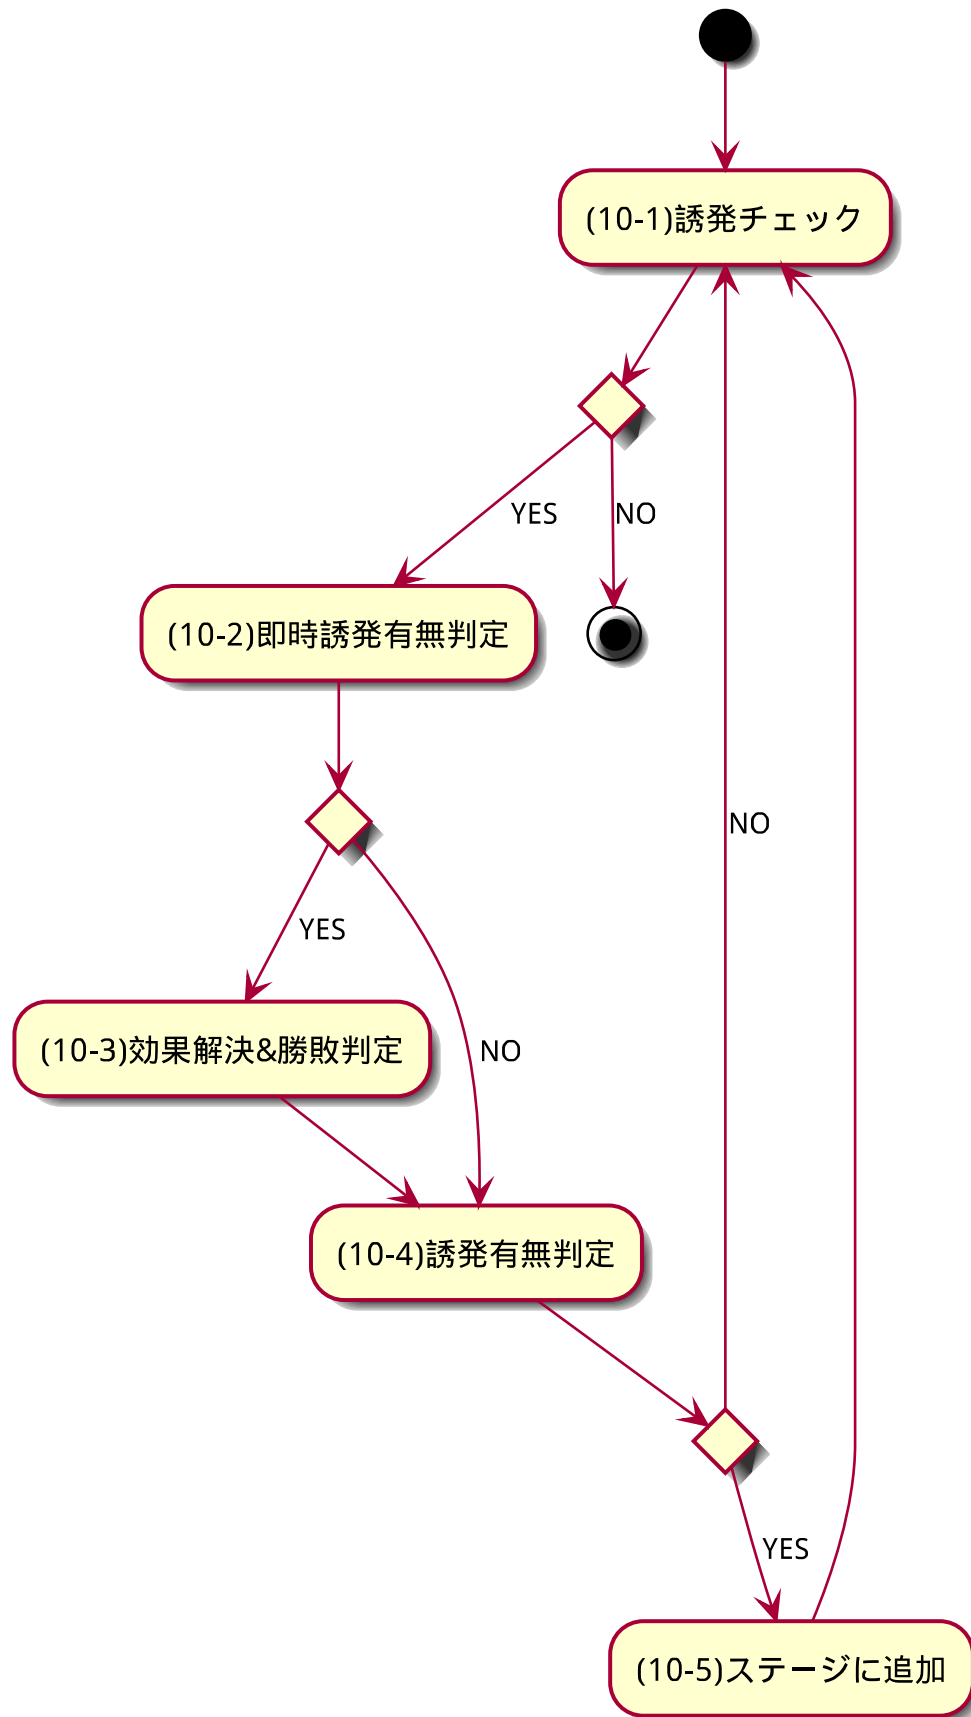 (10-1)誘発チェック
YES
NO
(10-2)即時誘発有無判定
NO
YES
(10-3)効果解決&勝敗判定
NO
(10-4)誘発有無判定
YES
(10-5)ステージに追加